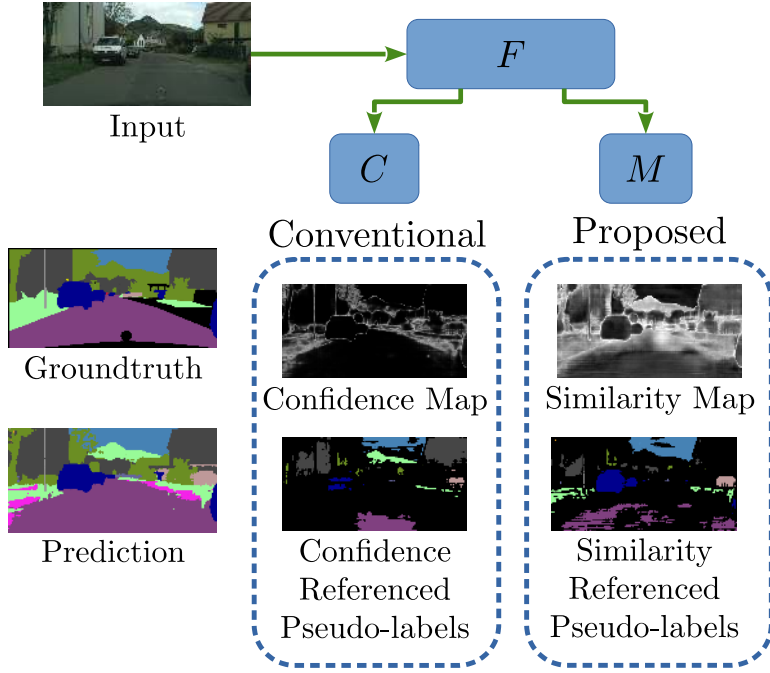 F
Input
C
M
Conventional
Proposed
Groundtruth
Confidence Map
Similarity Map
Prediction
Confidence
Referenced
Pseudo-labels
Similarity
Referenced
Pseudo-labels